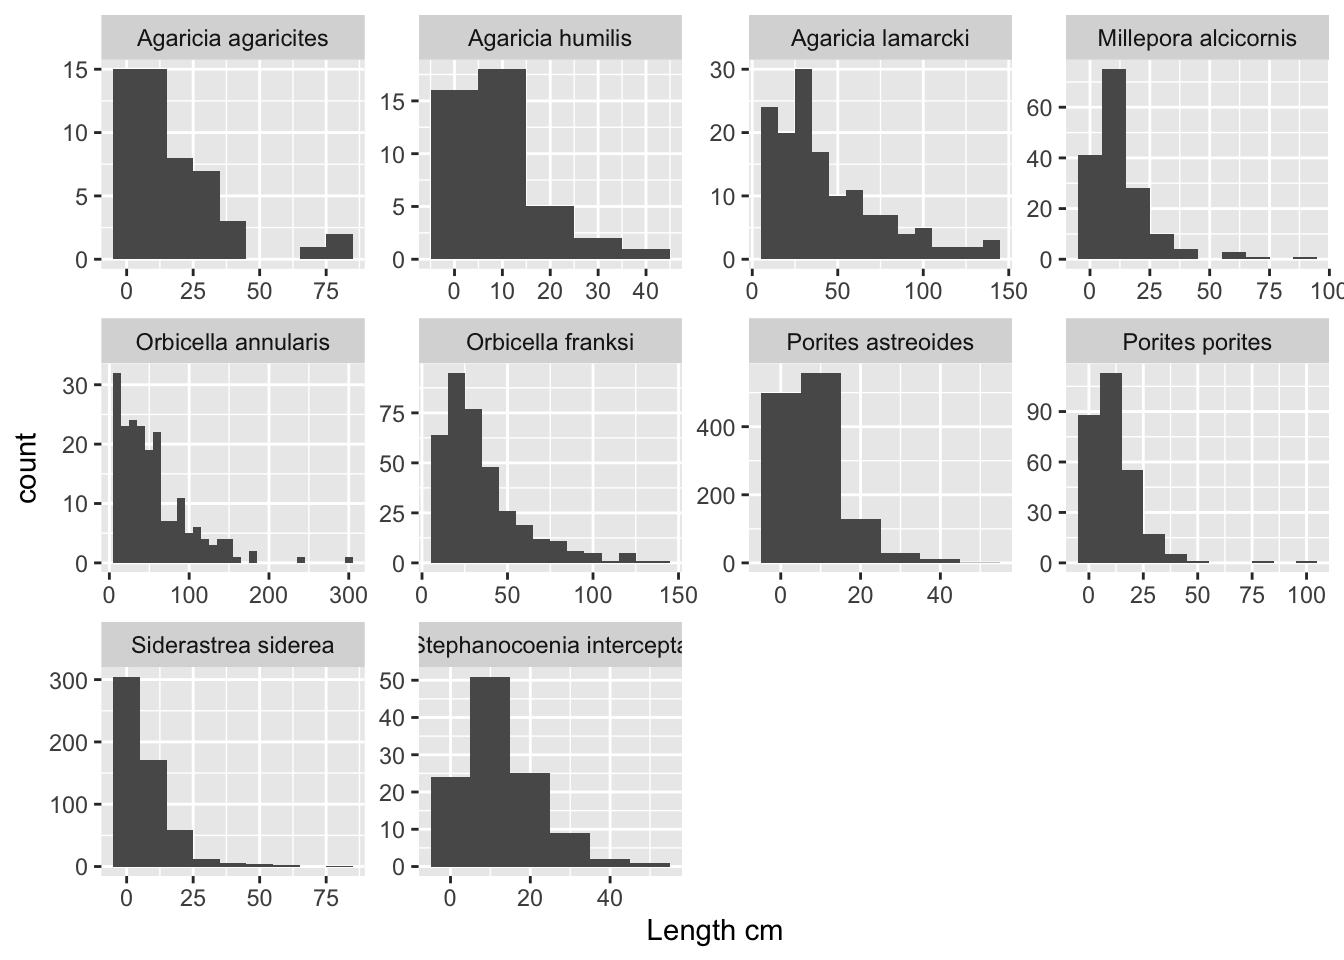 Agaricia agaricites Agaricia humilis Agaricia lamarcki Millepora alcicornis
15 10 5 0
0 25 50 75
15 10 5 0
0 10 20 30 40
30 20 10 0
0 50 100 150
60 40 20 0
0 25 50 75 100
Orbicella annularis Orbicella franksi Porites astreoides Porites porites
30 20 10 0
0 100 200 300
75 50 25 0
0 50 100 150
400 200 0
0 20 40
90 60 30 0
0 25 50 75 100
count
Siderastrea siderea Stephanocoenia intercepta
300 200 100 0
0 25 50 75
50 40 30 20 10 0
0 20 40
Length cm